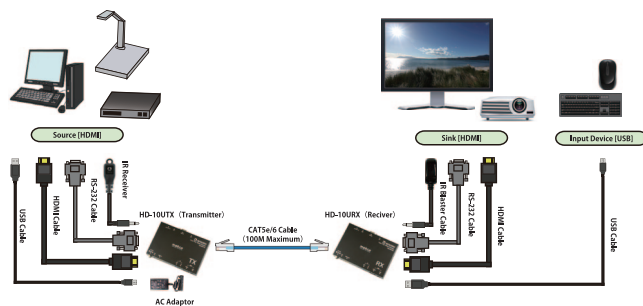 Source [HDMI]
Sink [HDMI]
Input Device [USB]
USB Cable
HDMI Cable
RS-232 Cable
IR Receiver
HD-10UTX (Transmitter)
TX
AC Adaptor
CAT5e/6 Cable
(100M Maximum)
HD-10URX (Reciver)
RX
IR Blaster Cable
RS-232 Cable
HDMI Cable
USB Cable